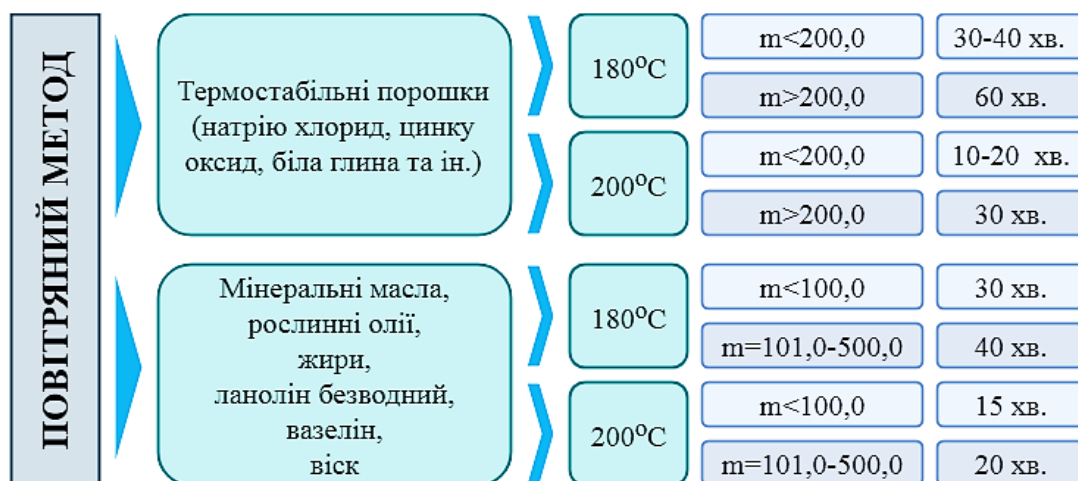 ПОВІТРЯНИЙ МЕТОД
Термостабільні порошки
(натрію хлорид, цинку
оксид, біла глина та ін.)
180°C
m<200,0
30-40 хв.
m>200,0
60 хв.
200°C
m<200,0
10-20 хв.
m>200,0
30 хв.
Мінеральні масла,
рослинні олії,
жири,
ланолін безводний,
вазелін,
віск
180°C
m<100,0
30 хв.
m=101,0-500,0
40 хв.
200°C
m<100,0
15 хв.
m=101,0-500,0
20 хв.